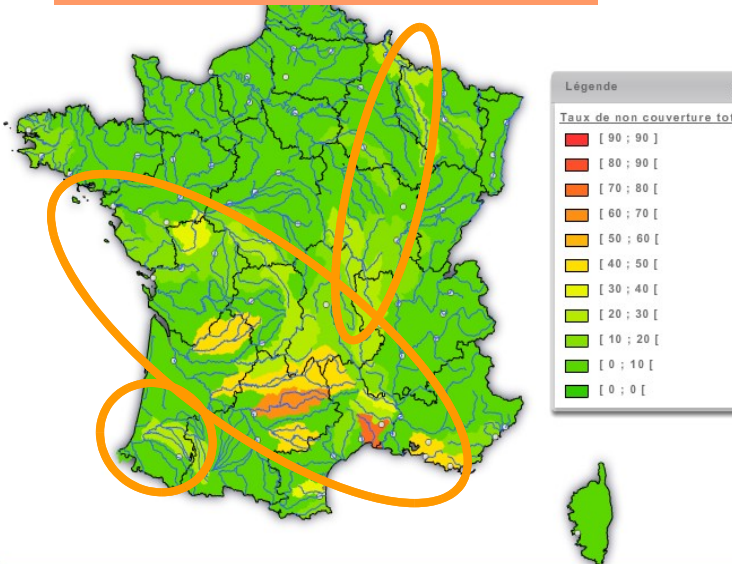 Légende
Taux de non couverture tot
[ 90 ; 90 ]
[ 80 ; 90 [
[ 70 ; 80 [
[ 60 ; 70 [
[ 50 ; 60 [
[ 40 ; 50 [
[ 30 ; 40 [
[ 20 ; 30 [
[ 10 ; 20 [
[ 0 ; 10 [
[ 0 ; 0 [